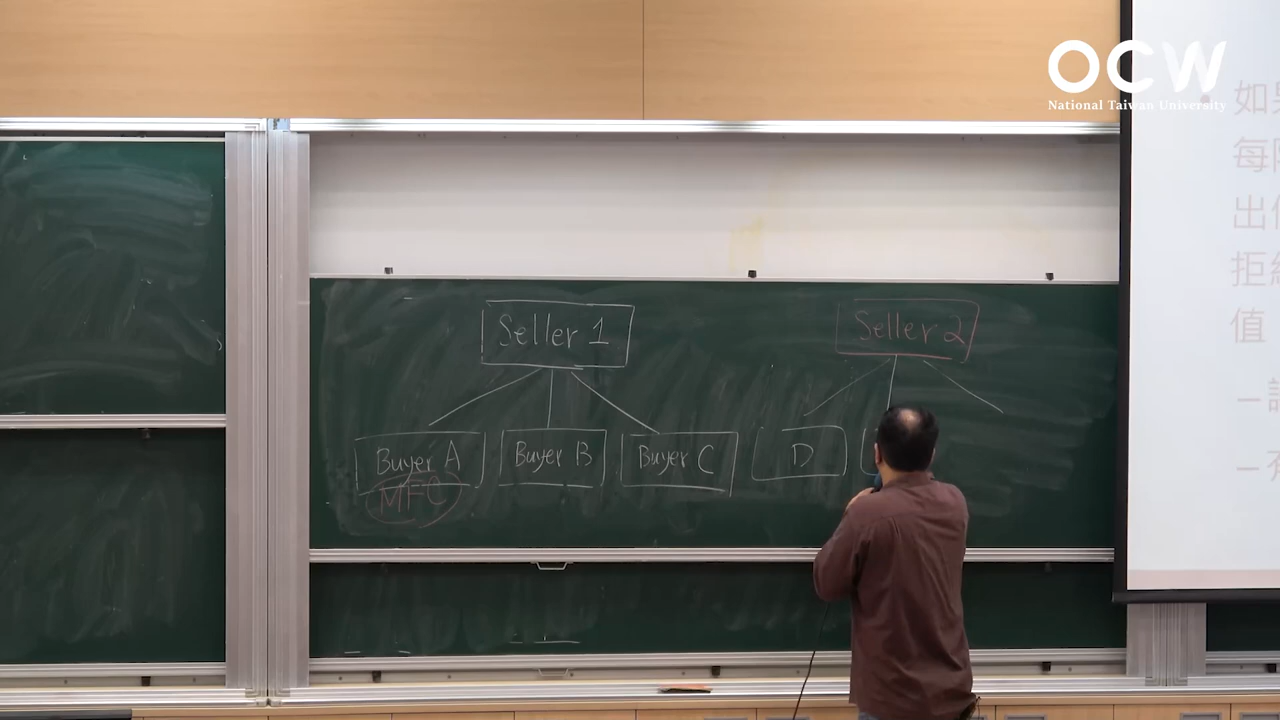 OCW
National Taiwan University
Seller 1
Seller 2
Buyer A
Buyer B
Buyer C
D
MFC
如
每
出
拒
值